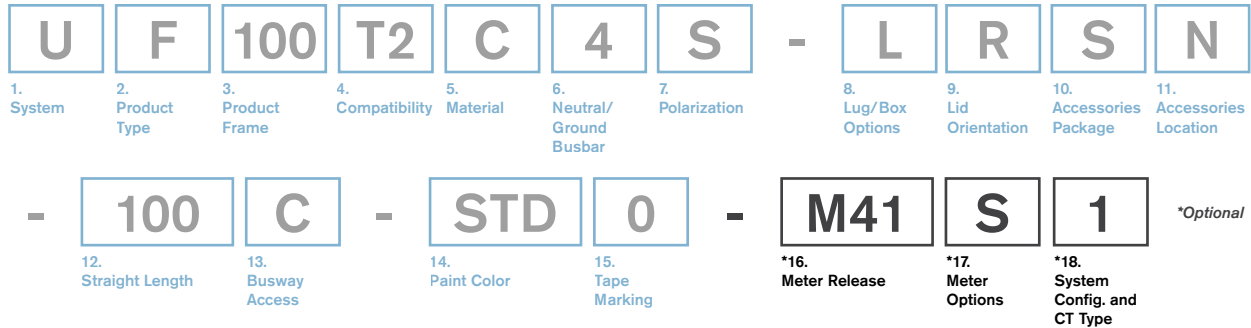 U F 100 T2 C 4 S - L R S N
1. System
2. Product Type
3. Product Frame
4. Compatibility
5. Material
6. Neutral/ Ground Busbar
7. Polarization
8. Lug/Box Options
9. Lid Orientation
10. Accessories Package
11. Accessories Location
- 100 C - STD 0 - M41 S 1 *Optional
12. Straight Length
13. Busway Access
14. Paint Color
15. Tape Marking
*16. Meter Release
*17. Meter Options
*18. System Config. and CT Type